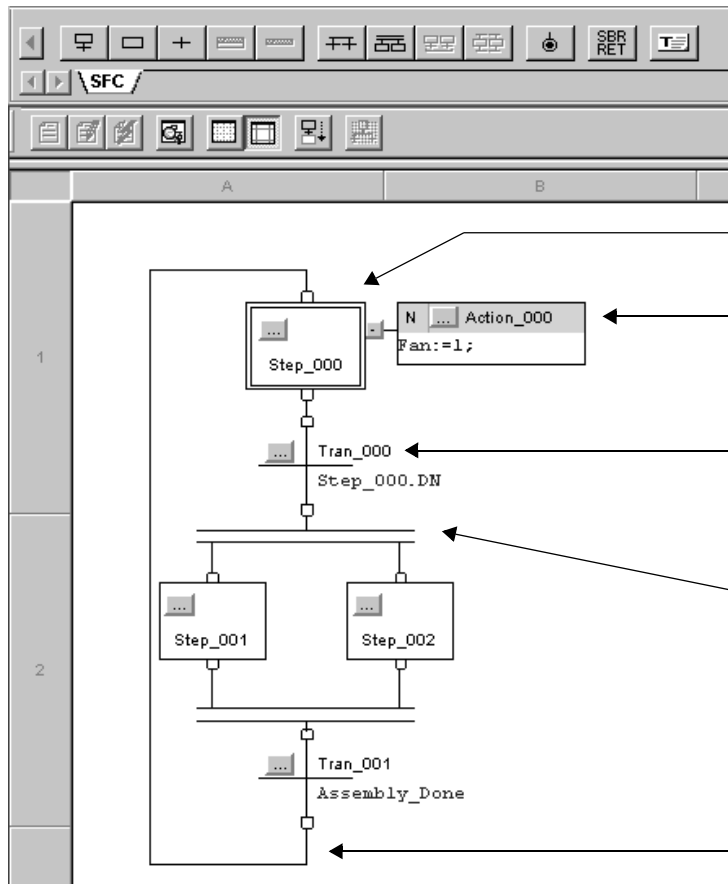 SBR
RET
T
SFC
A
B
1
N ... Action_000
Fan:=1;
...
Step_000
... Tran_000
Step_000.DN
2
...
Step_001
...
Step_002
... Tran_001
Assembly_Done